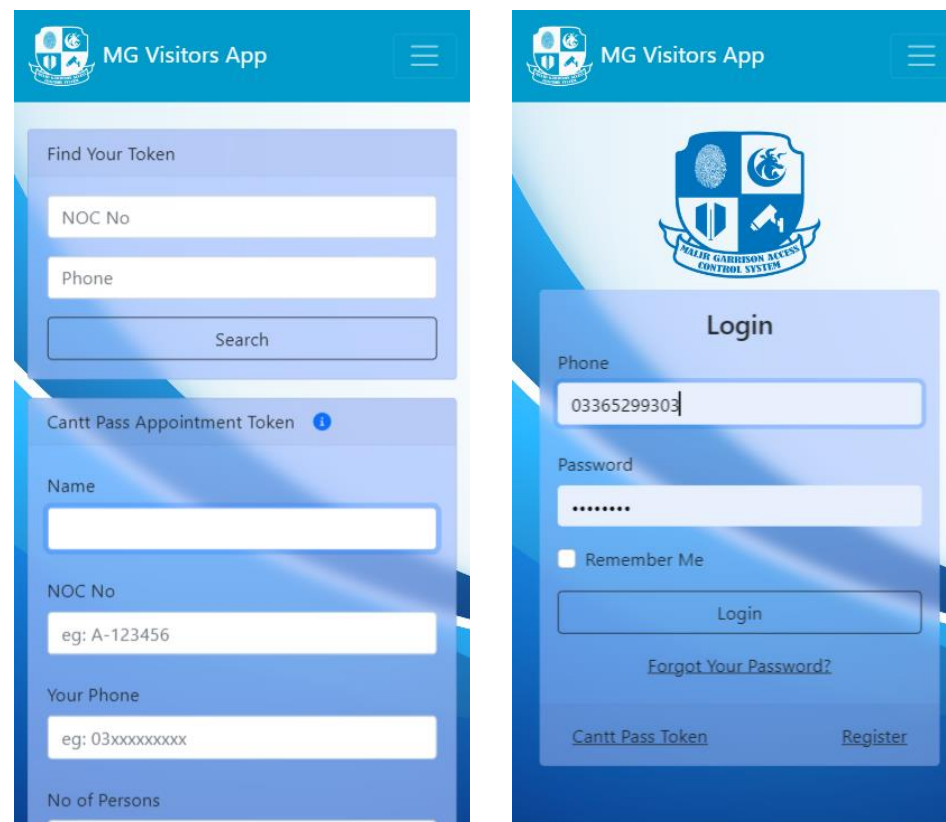 MG Visitors App
Find Your Token
NOC No
Phone
Search
Cantt Pass Appointment Token
Name
NOC No
eg: A-123456
Your Phone
eg: 03xxxxxxxxx
No of Persons
MG Visitors App
MALIR GARRISON ACCESS
CONTROL SYSTEM
Login
Phone
03365299303
Password
••••••••
Remember Me
Login
Forgot Your Password?
Cantt Pass Token Register